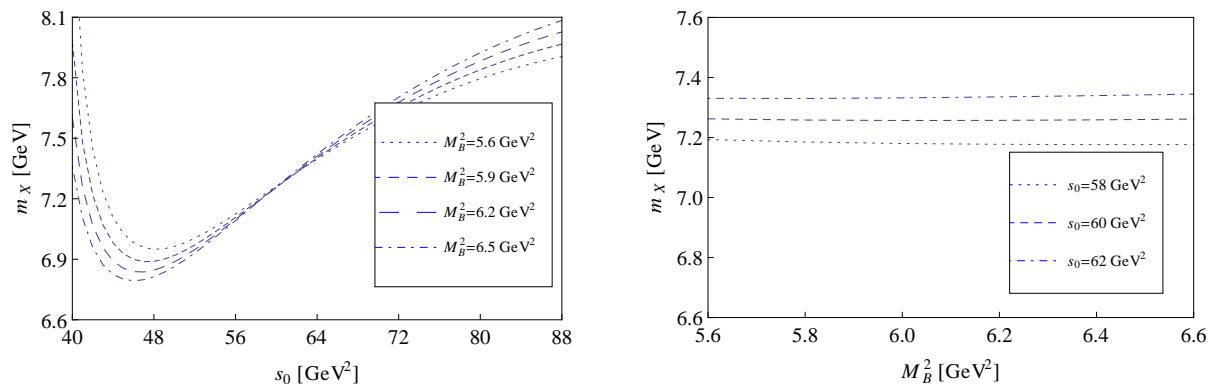 8.1
7.8
7.5
7.2
6.9
6.6
m_X [GeV]
40 48 56 64 72 80 88
s_0 [GeV^2]
M_B^2=5.6 GeV^2
M_B^2=5.9 GeV^2
M_B^2=6.2 GeV^2
M_B^2=6.5 GeV^2
7.6
7.4
7.2
7.0
6.8
6.6
m_X [GeV]
5.6 5.8 6.0 6.2 6.4 6.6
M_B^2 [GeV^2]
s_0=58 GeV^2
s_0=60 GeV^2
s_0=62 GeV^2